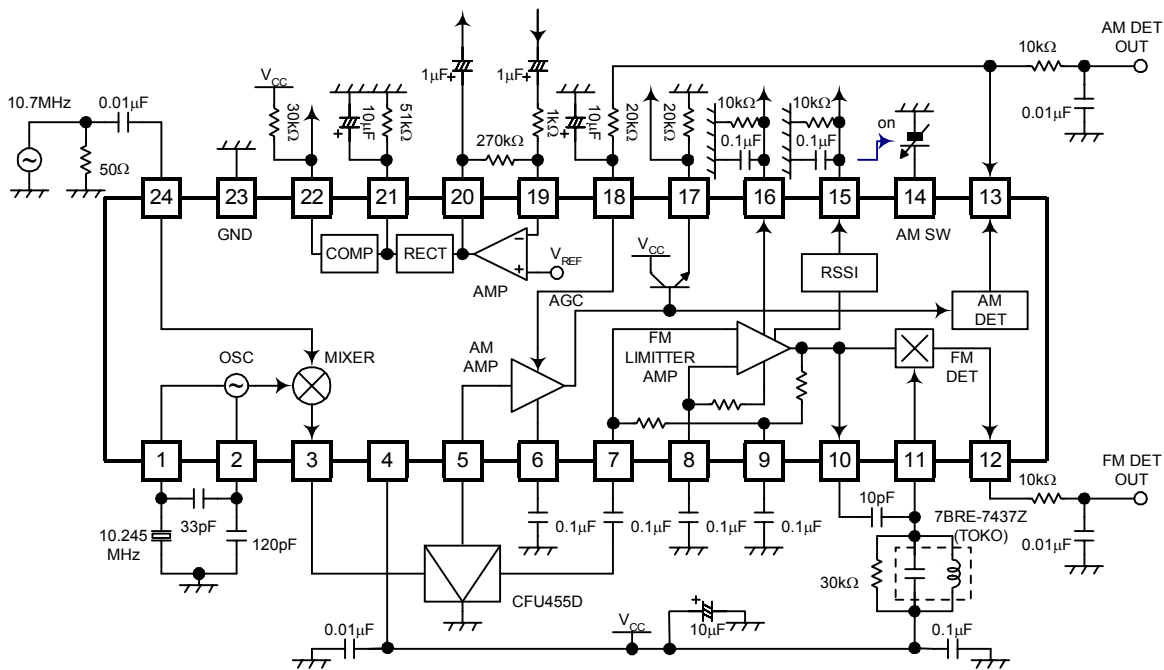 AM DET
OUT
10kΩ
0.01μF
10.7MHz
0.01μF
50Ω
VCC
30kΩ
10μF
+
51kΩ
1μF
+
270kΩ
1μF
+
1kΩ
10μF
+
20kΩ
20kΩ
10kΩ
0.1μF
10kΩ
0.1μF
on
24
23
22
21
20
19
18
17
16
15
14
13
GND
AM SW
COMP
RECT
AMP
−
+
VREF
AGC
VCC
RSSI
AM
DET
OSC
MIXER
AM
AMP
FM
LIMITTER
AMP
FM
DET
1
2
3
4
5
6
7
8
9
10
11
12
33pF
10.245
MHz
120pF
0.1μF
0.1μF
0.1μF
0.1μF
10pF
7BRE-7437Z
(TOKO)
30kΩ
10kΩ
FM DET
OUT
0.01μF
CFU455D
0.01μF
VCC
+
10μF
0.1μF